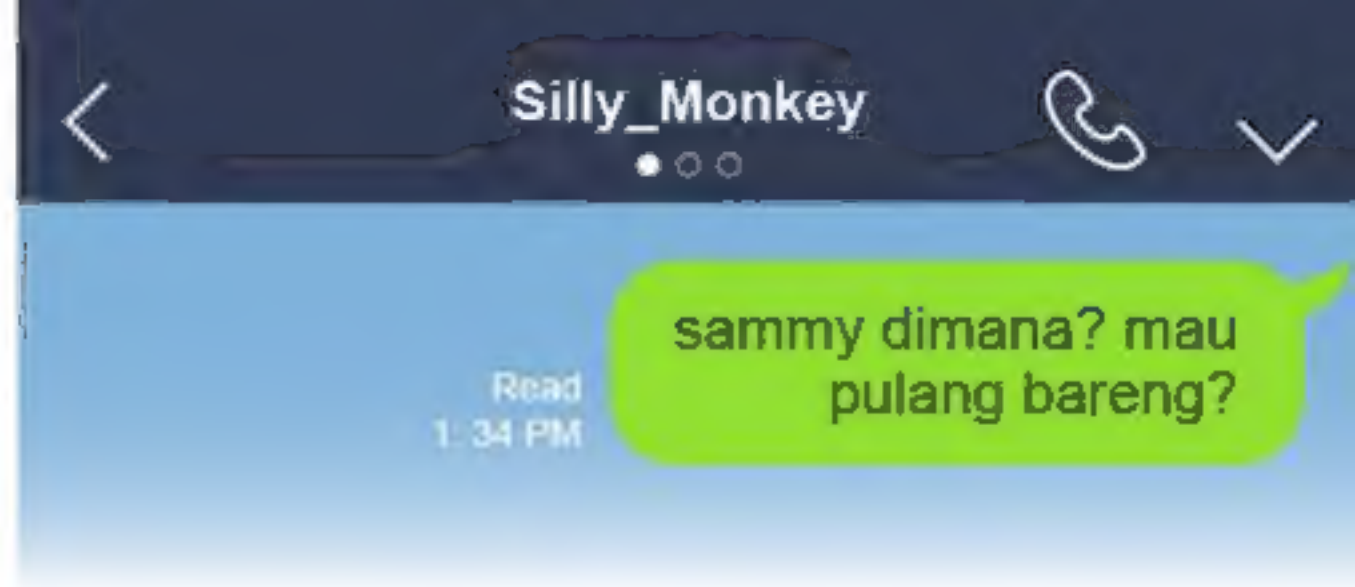 Silly_Monkey
sammy dimana? mau
pulang bareng?
Read
1: 34 PM